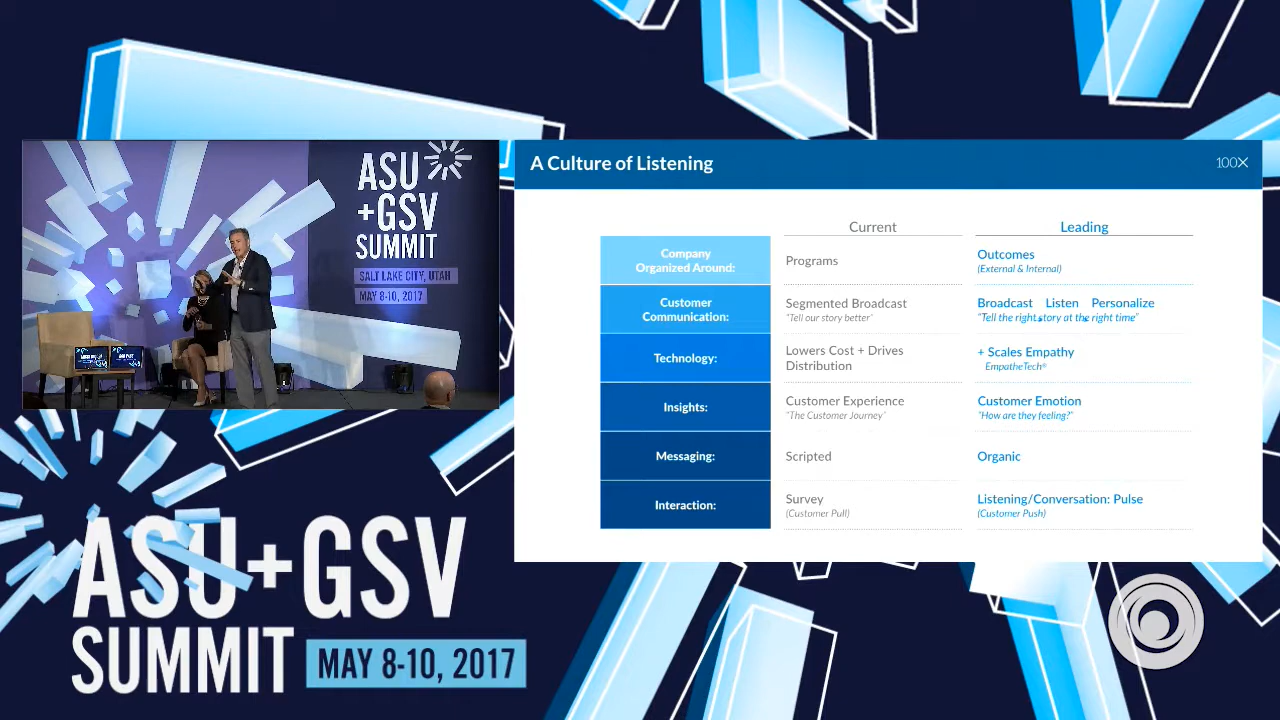 ASU
+GSV
SUMMIT
SALT LAKE CITY, UTAH
MAY 8-10, 2017
A Culture of Listening
100X
Current
Leading
Company
Organized Around:
Programs
Outcomes
(External & Internal)
Customer
Communication:
Segmented Broadcast
"Tell our story better"
Broadcast Listen Personalize
"Tell the right story at the right time"
Technology:
Lowers Cost + Drives
Distribution
+ Scales Empathy
EmpatheTech®
Insights:
Customer Experience
"The Customer Journey"
Customer Emotion
"How are they feeling?"
Messaging:
Scripted
Organic
Interaction:
Survey
(Customer Pull)
Listening/Conversation: Pulse
(Customer Push)
ASU+GSV
SUMMIT
MAY 8-10, 2017